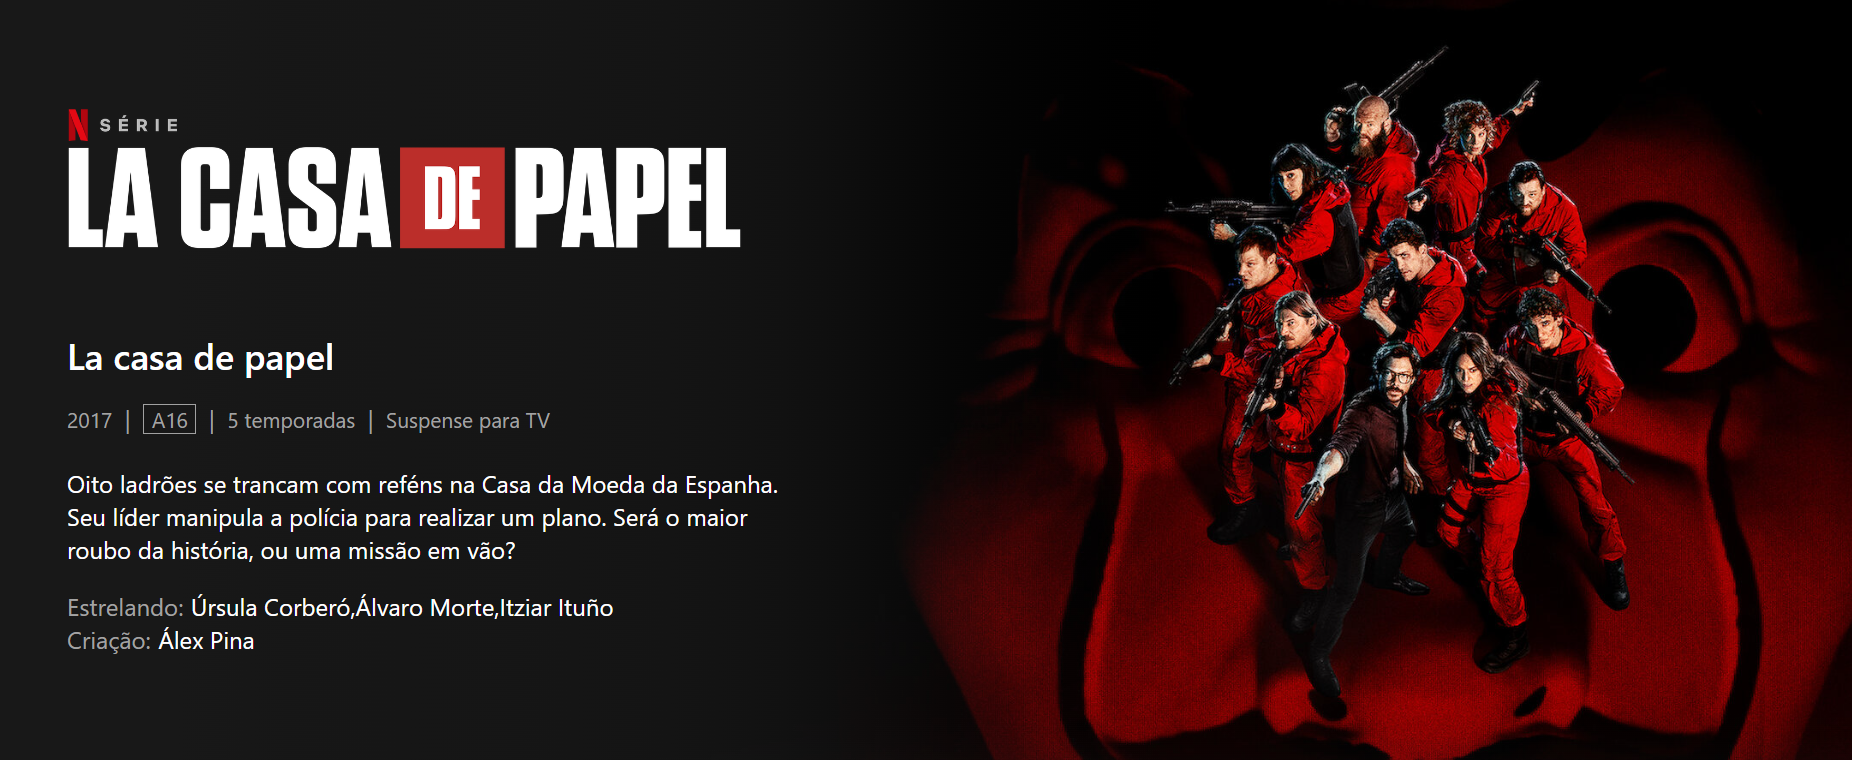 N SÉRIE
LA CASA DE PAPEL
La casa de papel
2017 | A16 | 5 temporadas | Suspense para TV
Oito ladrões se trancam com reféns na Casa da Moeda da Espanha.
Seu líder manipula a polícia para realizar um plano. Será o maior
roubo da história, ou uma missão em vão?
Estrelando: Úrsula Corberó,Álvaro Morte,Itziar Ituño
Criação: Álex Pina